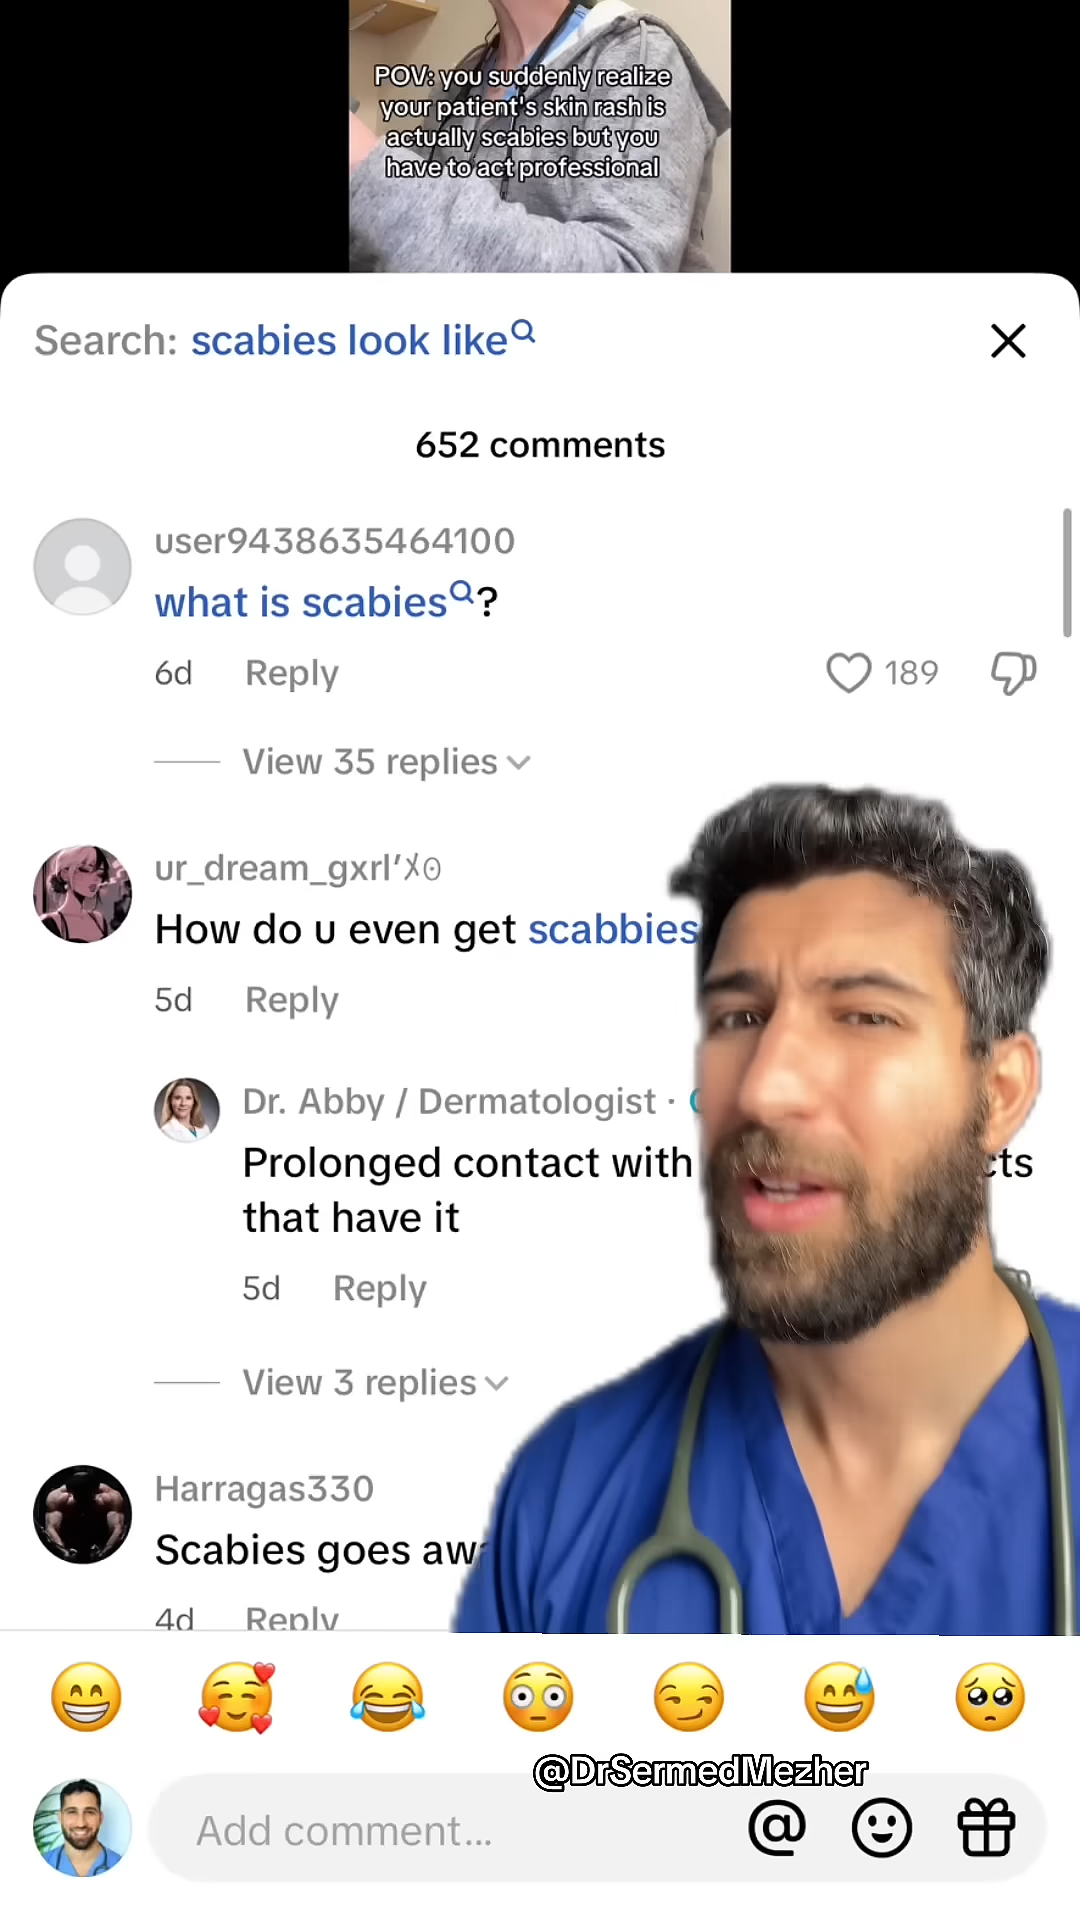 POV: you suddenly realize
your patient's skin rash is
actually scabies but you
have to act professional
Search: scabies look like
652 comments
user9438635464100
what is scabies?
6d Reply 189
View 35 replies
ur_dream_gxrl
How do u even get scabbies
5d Reply
Dr. Abby / Dermatologist ·
Prolonged contact with
that have it
5d Reply
View 3 replies
Harragas330
Scabies goes
4d Reply
@DrSermedMezher
Add comment...